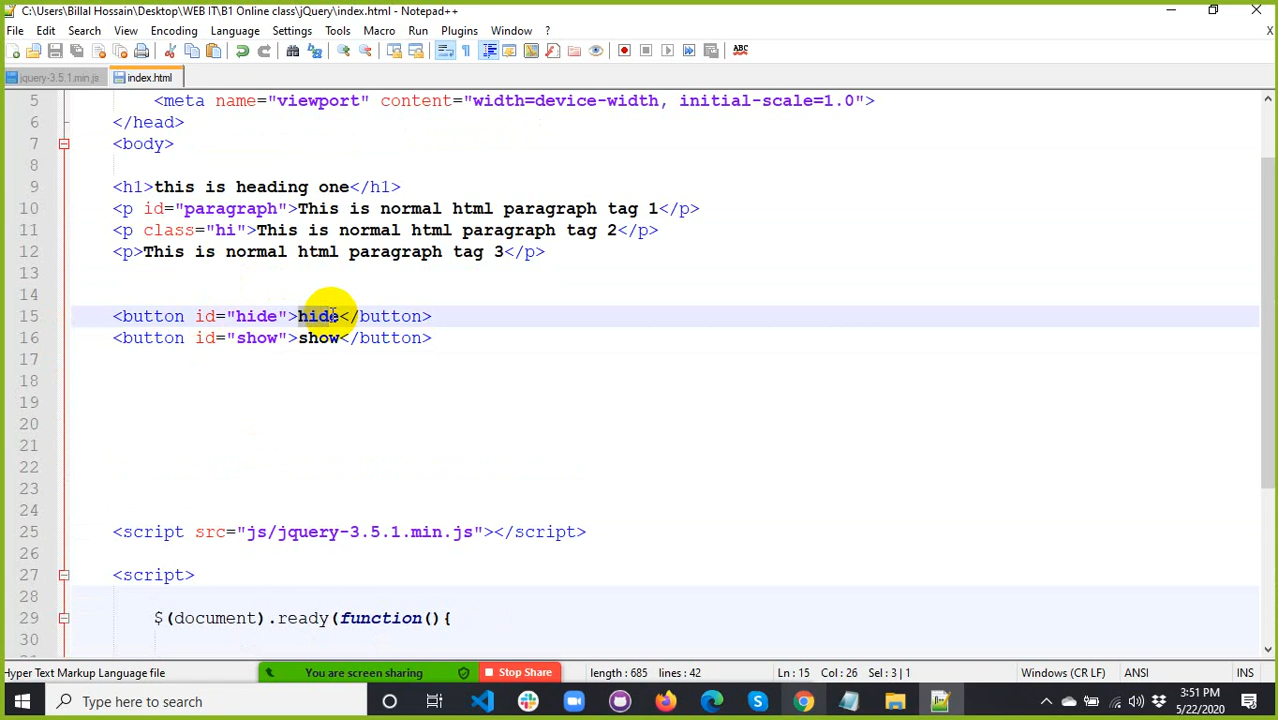 C:\Users\Billal Hossain\Desktop\WEB IT\B1 Online class\jQuery\index.html - Notepad++
File Edit Search View Encoding Language Settings Tools Macro Run Plugins Window ? X
ABC
jquery-3.5.1.min.js index.html
5 <meta name="viewport" content="width=device-width, initial-scale=1.0">
6 </head>
7 <body>
8
9 <h1>this is heading one</h1>
10 <p id="paragraph">This is normal html paragraph tag 1</p>
11 <p class="hi">This is normal html paragraph tag 2</p>
12 <p>This is normal html paragraph tag 3</p>
13
14
15 <button id="hide">hide</button>
16 <button id="show">show</button>
17
18
19
20
21
22
23
24
25 <script src="js/jquery-3.5.1.min.js"></script>
26
27 <script>
28
29 $(document).ready(function(){
30
Hyper Text Markup Language file You are screen sharing Stop Share length : 685 lines : 42 Ln : 15 Col : 26 Sel : 3 | 1 Windows (CR LF) ANSI INS
Type here to search 3:51 PM
5/22/2020